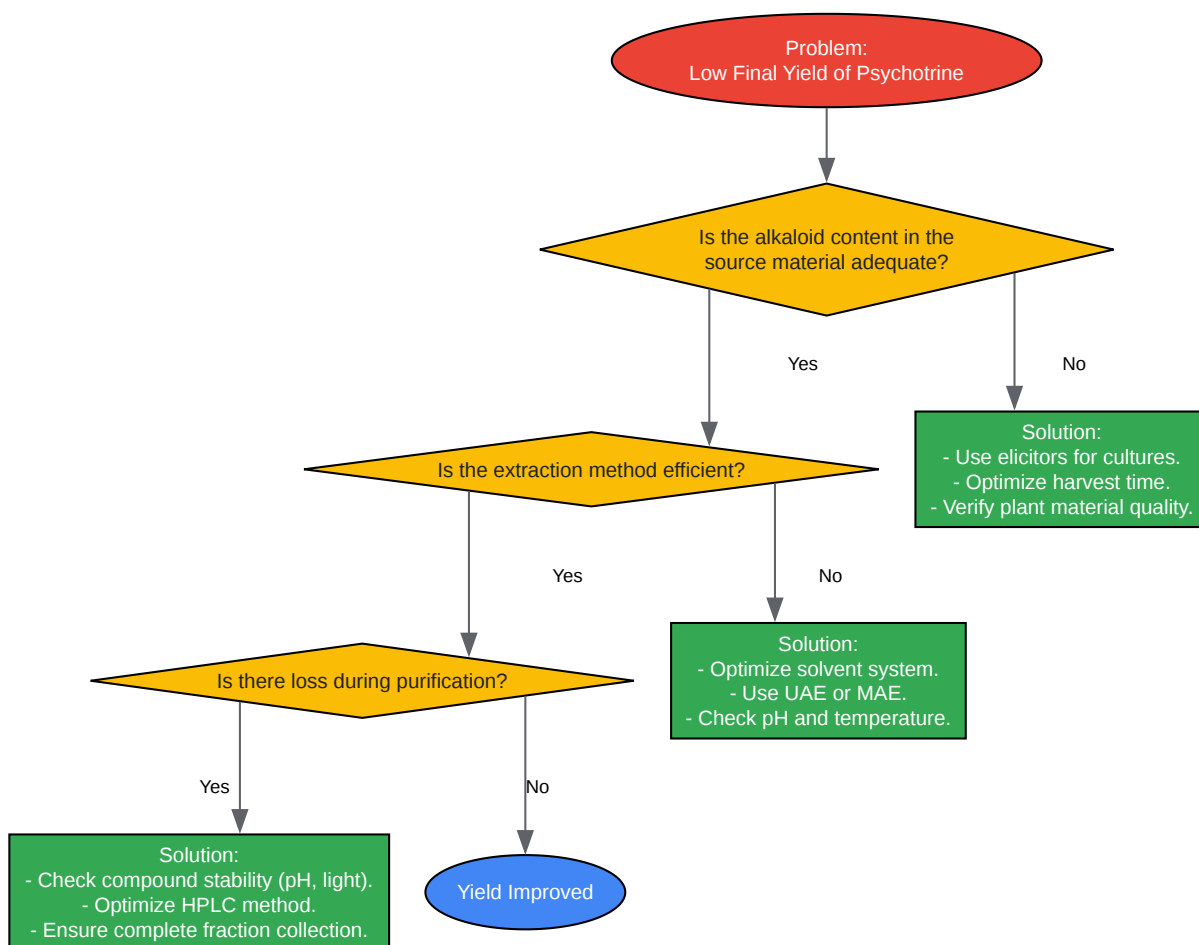 Problem:
Low Final Yield of Psychotrine
Is the alkaloid content in the
source material adequate?
Yes
No
Solution:
- Use elicitors for cultures.
- Optimize harvest time.
- Verify plant material quality.
Is the extraction method efficient?
Yes
No
Solution:
- Optimize solvent system.
- Use UAE or MAE.
- Check pH and temperature.
Is there loss during purification?
Yes
No
Solution:
- Check compound stability (pH, light).
- Optimize HPLC method.
- Ensure complete fraction collection.
Yield Improved